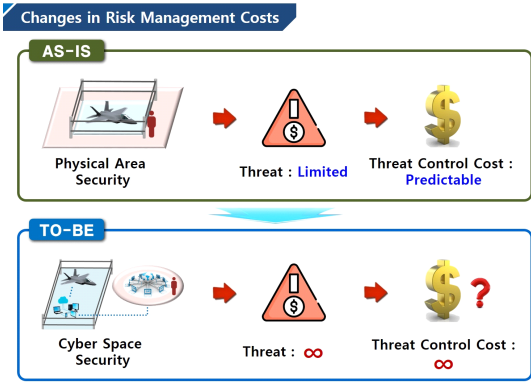 Changes in Risk Management Costs
AS-IS
Physical Area
Security
Threat : Limited
Threat Control Cost :
Predictable
TO-BE
Cyber Space
Security
Threat : ∞
Threat Control Cost :
∞